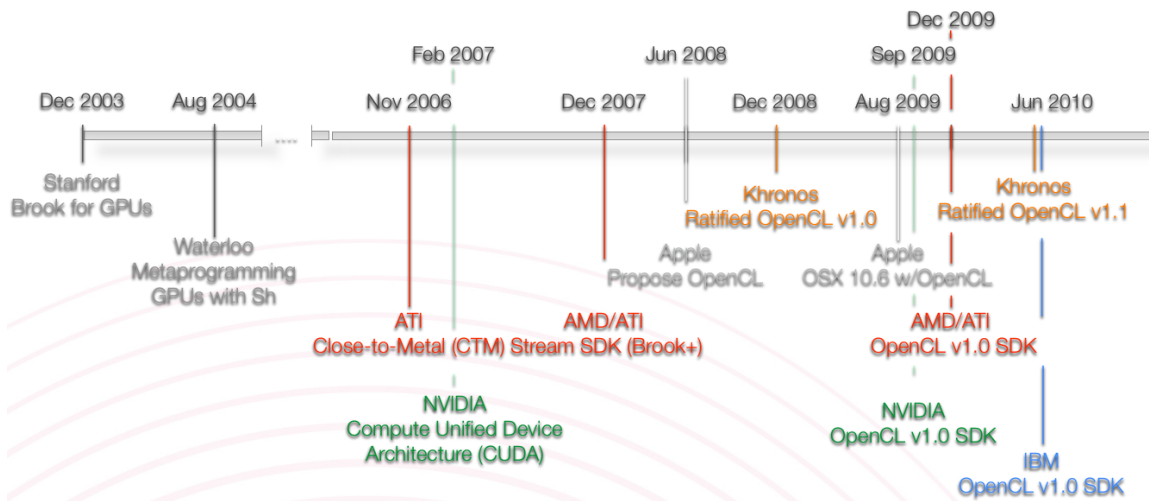 Dec 2009
Feb 2007
Jun 2008
Sep 2009
Dec 2003
Aug 2004
Nov 2006
Dec 2007
Dec 2008
Aug 2009
Jun 2010
....
Stanford
Brook for GPUs
Waterloo
Metaprogramming
GPUs with Sh
Khronos
Ratified OpenCL v1.0
Khronos
Ratified OpenCL v1.1
Apple
Propose OpenCL
Apple
OSX 10.6 w/OpenCL
ATI
Close-to-Metal (CTM)
AMD/ATI
Stream SDK (Brook+)
AMD/ATI
OpenCL v1.0 SDK
NVIDIA
Compute Unified Device
Architecture (CUDA)
NVIDIA
OpenCL v1.0 SDK
IBM
OpenCL v1.0 SDK